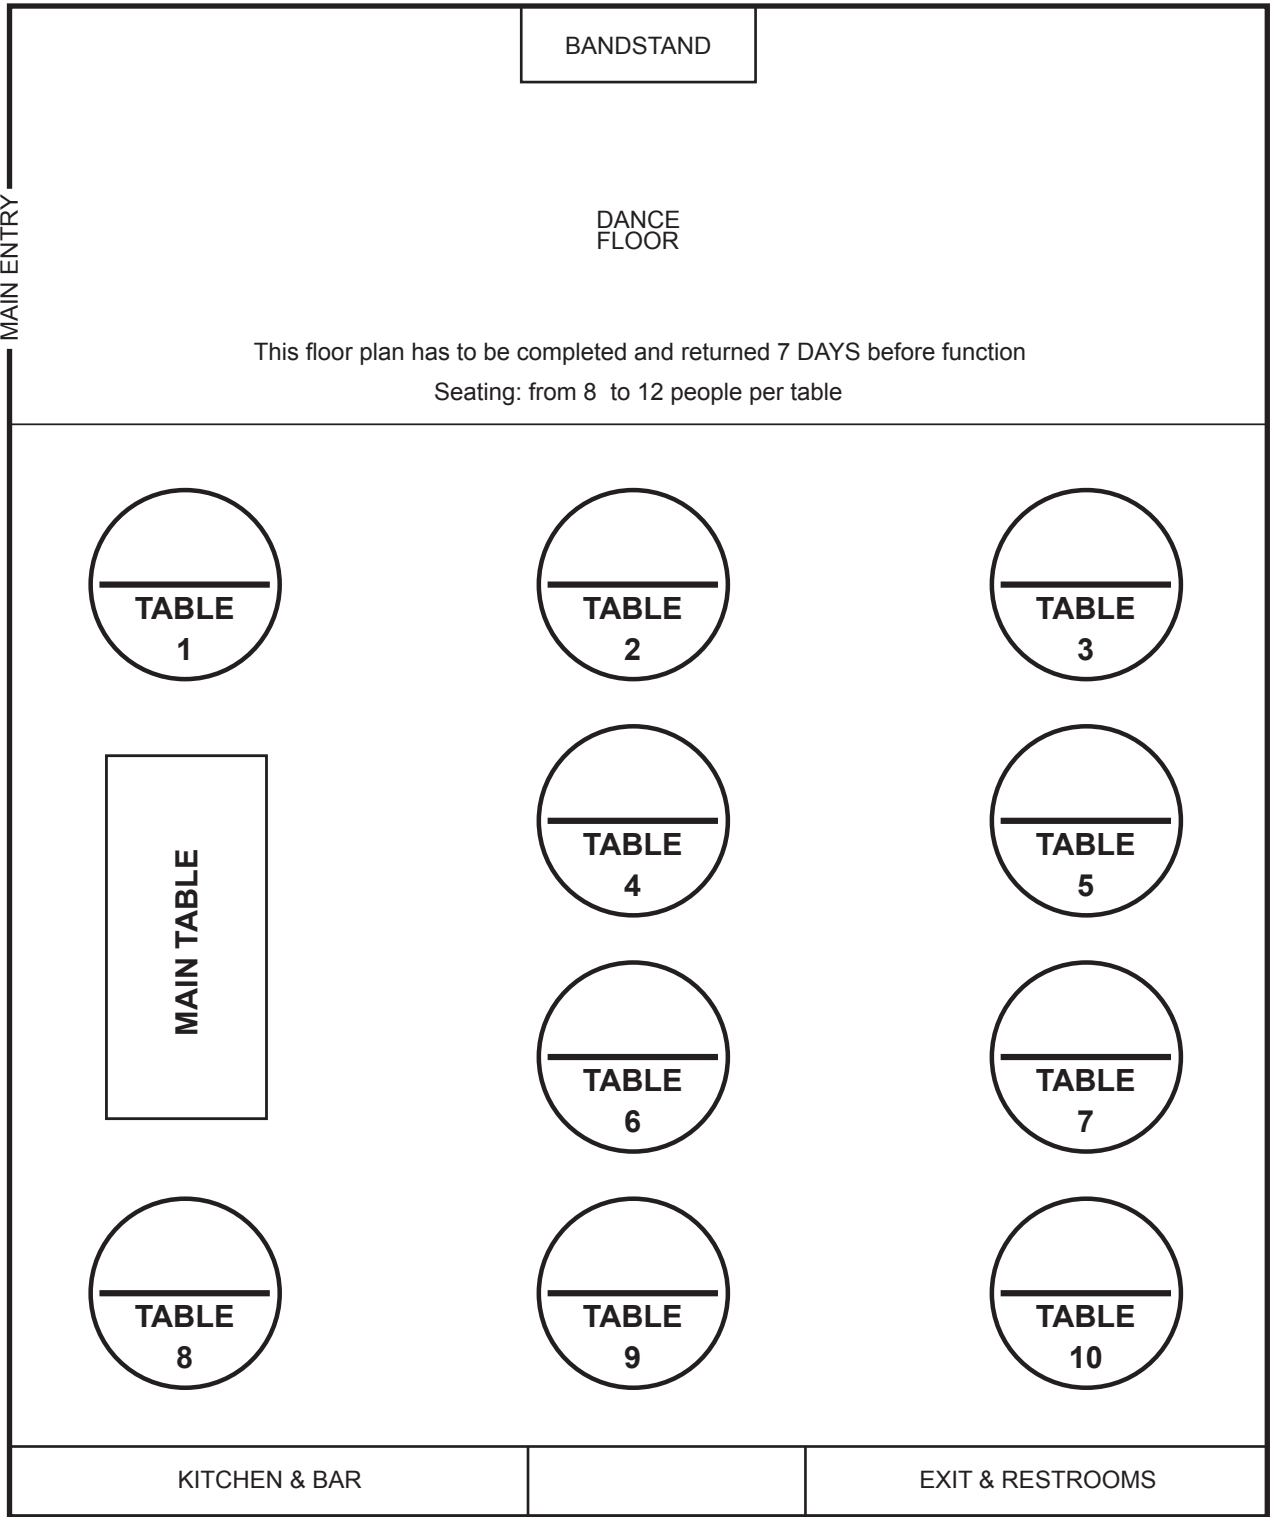 BANDSTAND
MAIN ENTRY
DANCE
FLOOR
This floor plan has to be completed and returned 7 DAYS before function
Seating: from 8  to 12 people per table
TABLE
1
TABLE
2
TABLE
3
MAIN TABLE
TABLE
4
TABLE
5
TABLE
6
TABLE
7
TABLE
8
TABLE
9
TABLE
10
KITCHEN & BAR
EXIT & RESTROOMS